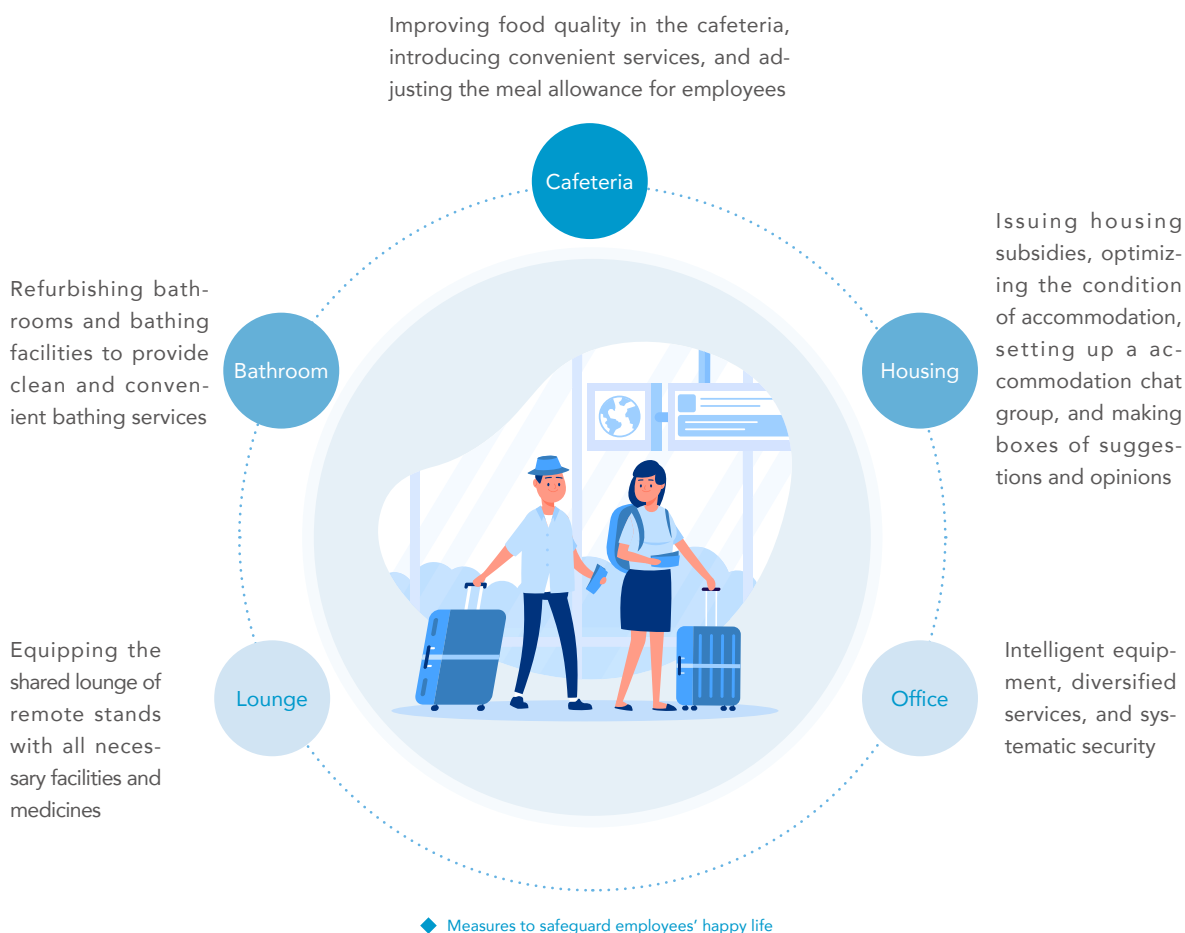 Improving food quality in the cafeteria,
introducing convenient services, and ad-
justing the meal allowance for employees
Cafeteria
Issuing housing
subsidies, optimiz-
ing the condition
of accommodation,
setting up a ac-
commodation chat
group, and making
boxes of sugges-
tions and opinions
Housing
Refurbishing bath-
rooms and bathing
facilities to provide
clean and conven-
ient bathing services
Bathroom
Equipping the
shared lounge of
remote stands
with all neces-
sary facilities and
medicines
Lounge
Office
Intelligent equip-
ment, diversified
services, and sys-
tematic security
Measures to safeguard employees' happy life